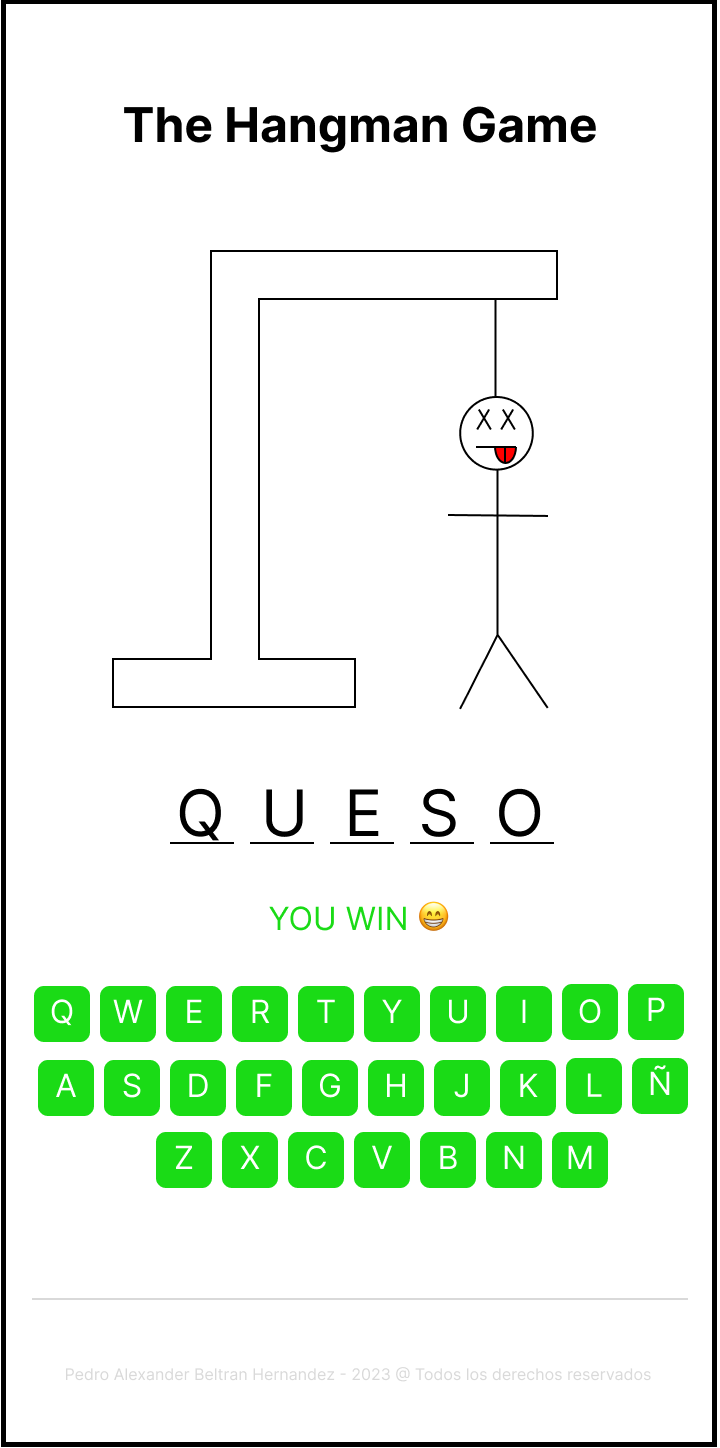 The Hangman Game
Q U E S O
YOU WIN 😁
Q W E R T Y U I O P
A S D F G H J K L Ñ
Z X C V B N M
Pedro Alexander Beltran Hernandez - 2023 @ Todos los derechos reservados